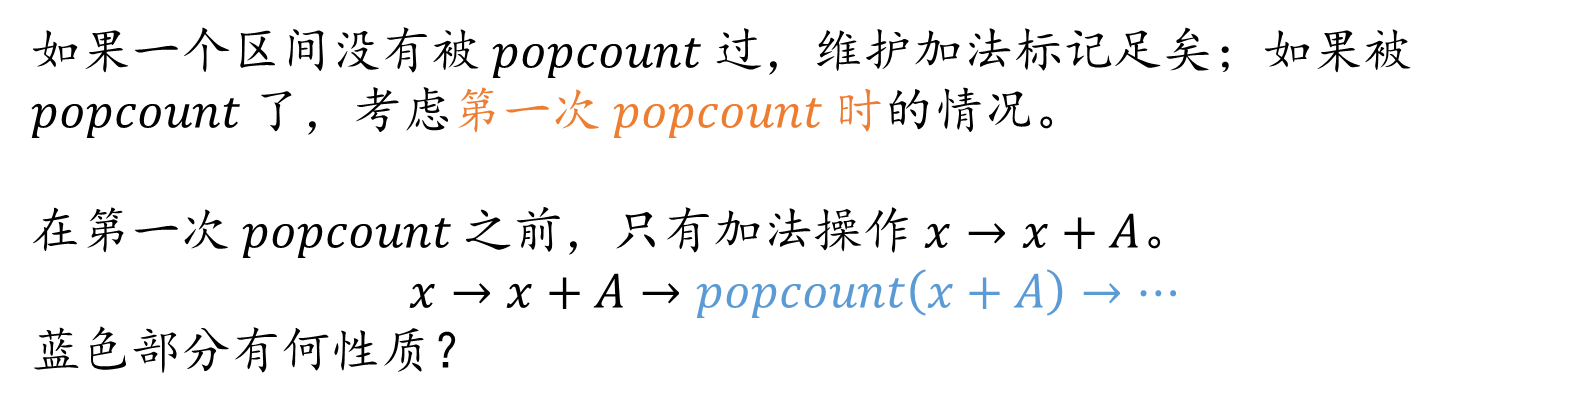 如果一个区间没有被 popcount 过，维护加法标记足矣；如果被
popcount 了，考虑第一次 popcount 时的情况。
在第一次 popcount 之前，只有加法操作 x → x + A。
x → x + A → popcount(x + A) → ⋯
蓝色部分有何性质？